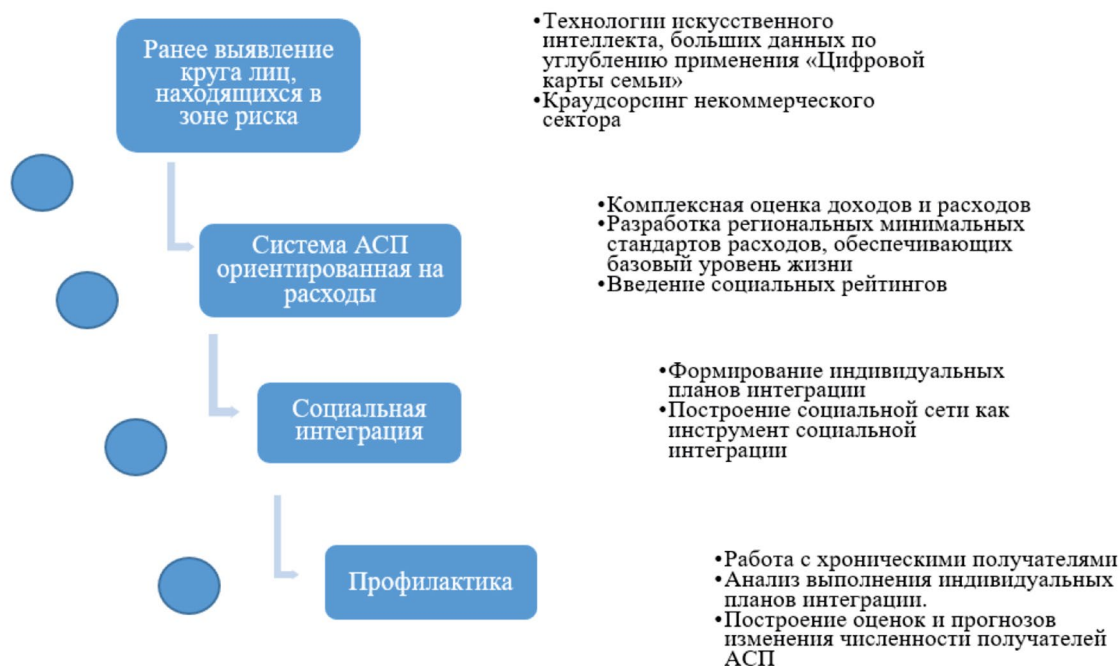 Ранее выявление
круга лиц,
находящихся в
зоне риска
•Технологии искусственного
интеллекта, больших данных по
углублению применения «Цифровой
карты семьи»
•Краудсорсинг некоммерческого
сектора
Система АСП
ориентированная на
расходы
•Комплексная оценка доходов и расходов
•Разработка региональных минимальных
стандартов расходов, обеспечивающих
базовый уровень жизни
•Введение социальных рейтингов
Социальная
интеграция
•Формирование индивидуальных
планов интеграции
•Построение социальной сети как
инструмент социальной
интеграции
Профилактика
•Работа с хроническими получателями
•Анализ выполнения индивидуальных
планов интеграции.
•Построение оценок и прогнозов
изменения численности получателей
АСП